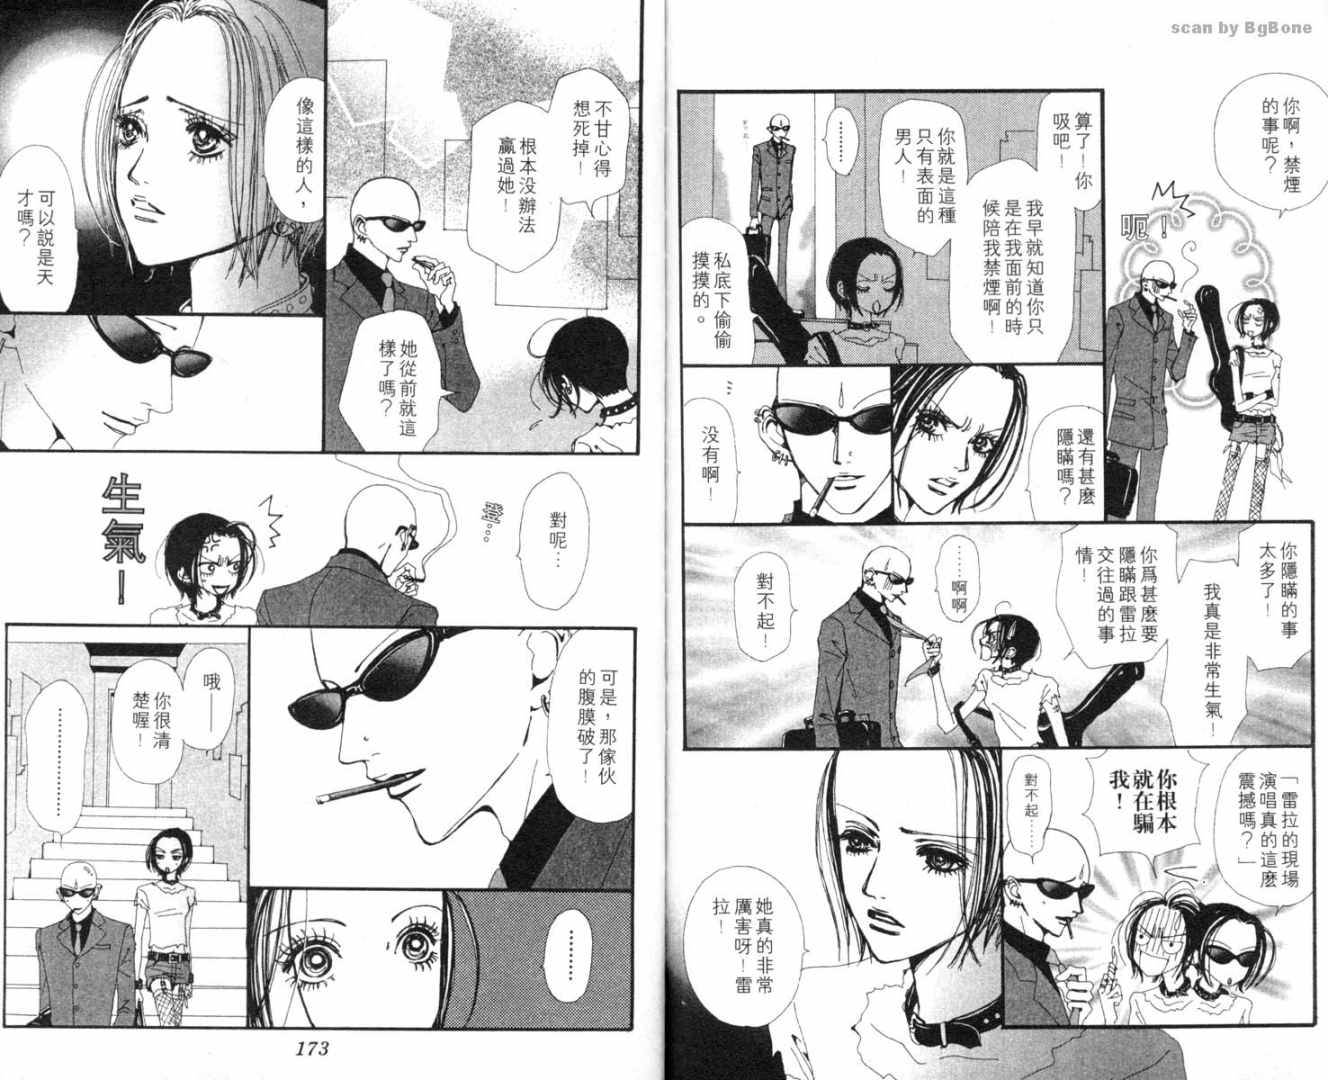 scan by BgBone
你啊，禁煙
的事呢？
呃！
算了！你
吸吧！
我早就知道你只
是在我面前的時
候陪我禁煙啊！
你就是這種
只有表面的
男人！
………
私底下偷偷
摸摸的。
還有甚麼
隱瞞嗎？
没有啊！
你隱瞞的事
太多了！
我真是非常生氣！
你爲甚麼要
隱瞞跟雷拉
交往過的事
情！
……啊啊
對不起！
「雷拉的現場
演唱真的這麼
震撼嗎？」
你根本
就在騙
我！
對不起……
她真的非常
厲害呀！雷
拉！
不甘心得
想死掉！
根本没辦法
贏過她！
她從前就這
樣了嗎？
像這樣的人，
可以説是天
才嗎？
對呢…
登…
生氣！
可是，那傢伙
的腹膜破了！
………
哦——
你很清
楚喔！
…………
173